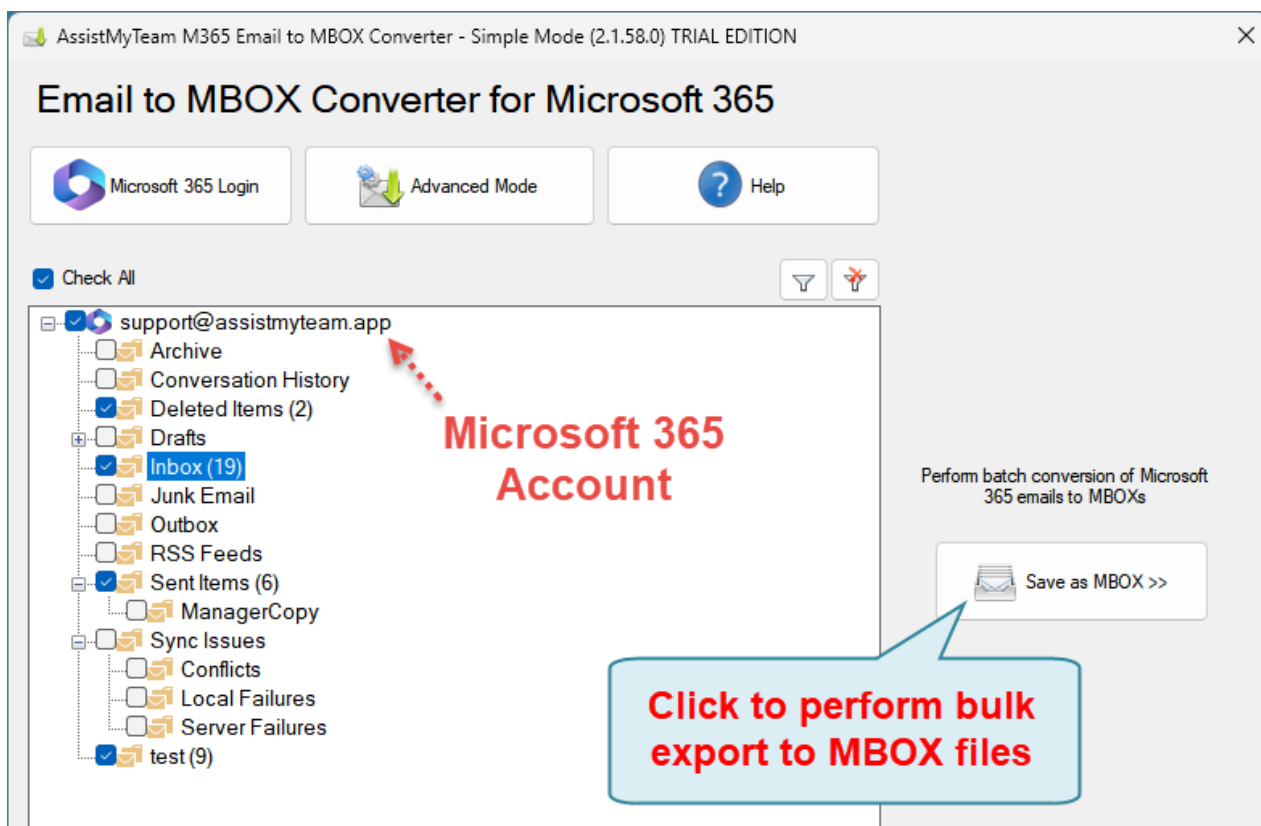 AssistMyTeam M365 Email to MBOX Converter - Simple Mode (2.1.58.0) TRIAL EDITION
Email to MBOX Converter for Microsoft 365
Microsoft 365 Login
Advanced Mode
Help
Check All
support@assistmyteam.app
Archive
Conversation History
Deleted Items (2)
Drafts
Inbox (19)
Junk Email
Outbox
RSS Feeds
Sent Items (6)
ManagerCopy
Sync Issues
Conflicts
Local Failures
Server Failures
test (9)
Microsoft 365
Account
Perform batch conversion of Microsoft
365 emails to MBOXs
Save as MBOX >>
Click to perform bulk
export to MBOX files